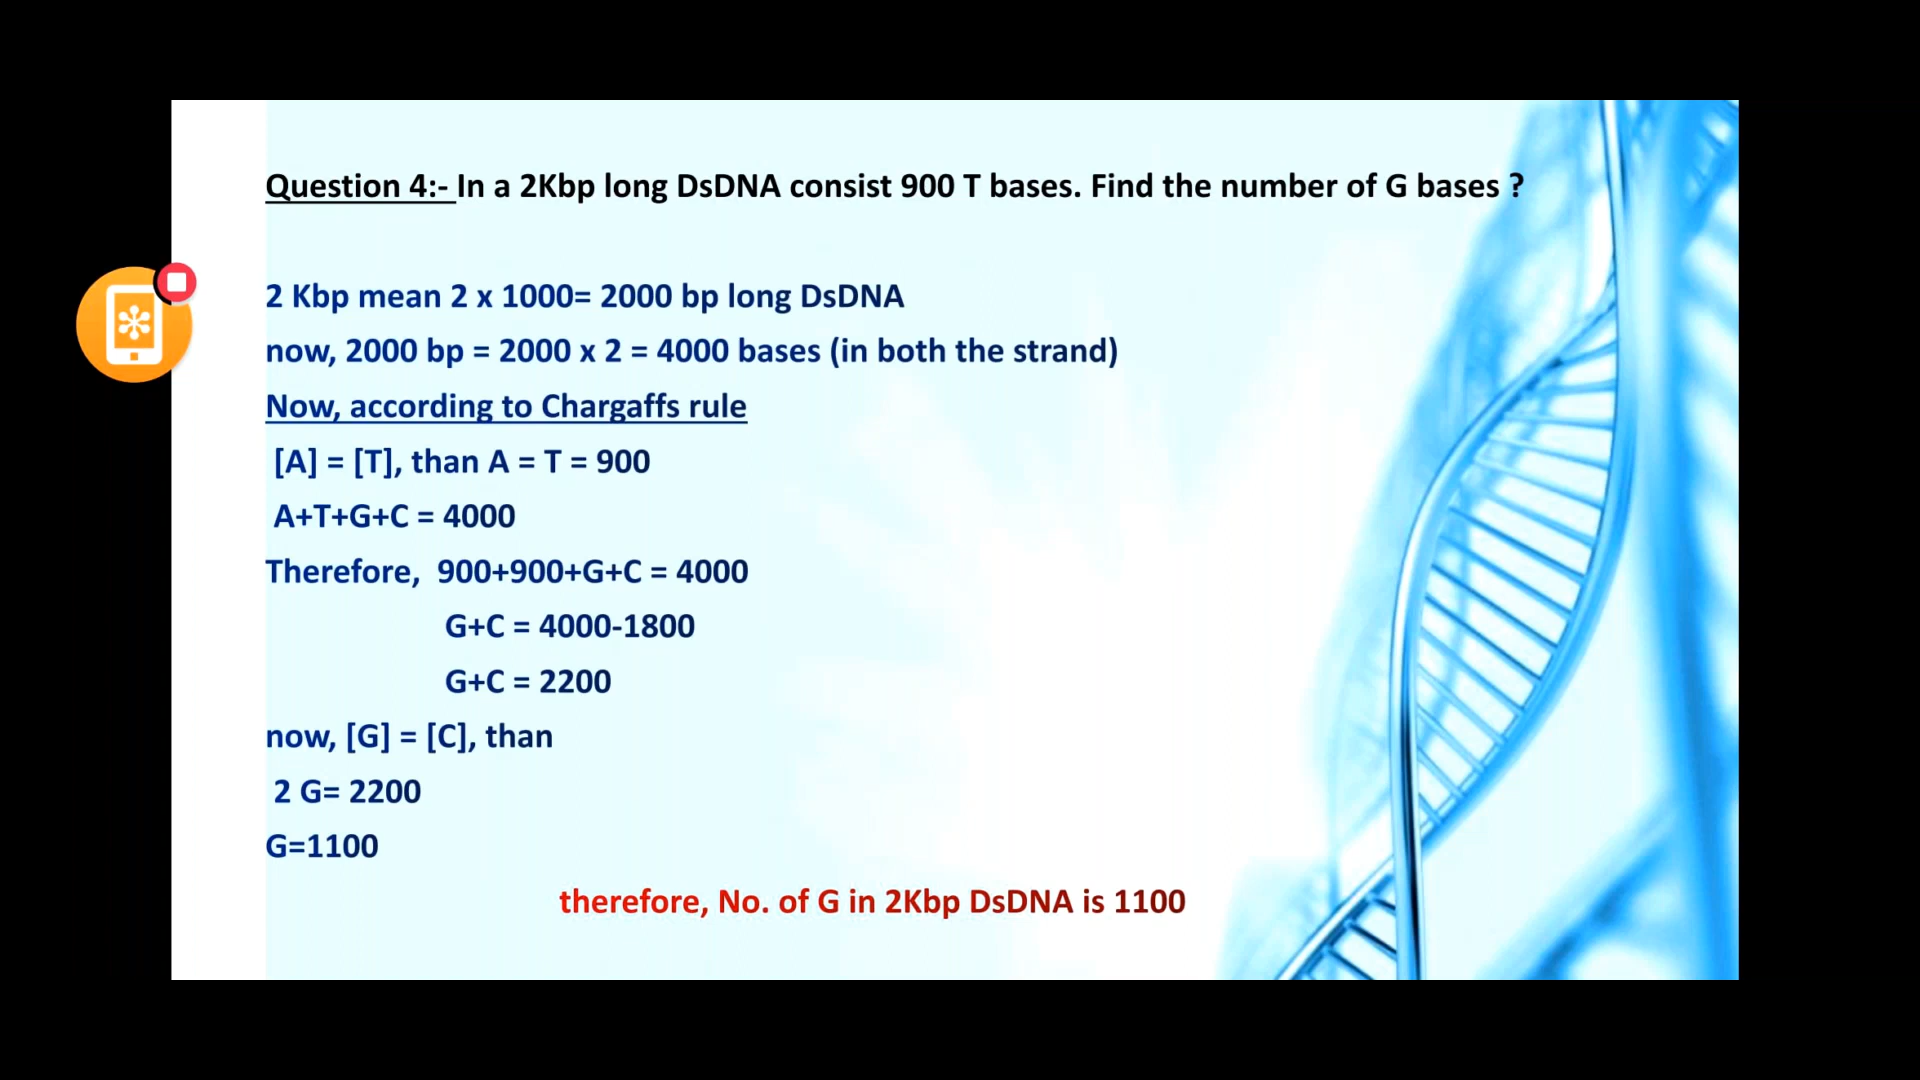 Question 4:- In a 2Kbp long DsDNA consist 900 T bases. Find the number of G bases ?
2 Kbp mean 2 x 1000= 2000 bp long DsDNA
now, 2000 bp = 2000 x 2 = 4000 bases (in both the strand)
Now, according to Chargaffs rule
[A] = [T], than A = T = 900
A+T+G+C = 4000
Therefore, 900+900+G+C = 4000
G+C = 4000-1800
G+C = 2200
now, [G] = [C], than
2 G= 2200
G=1100
therefore, No. of G in 2Kbp DsDNA is 1100